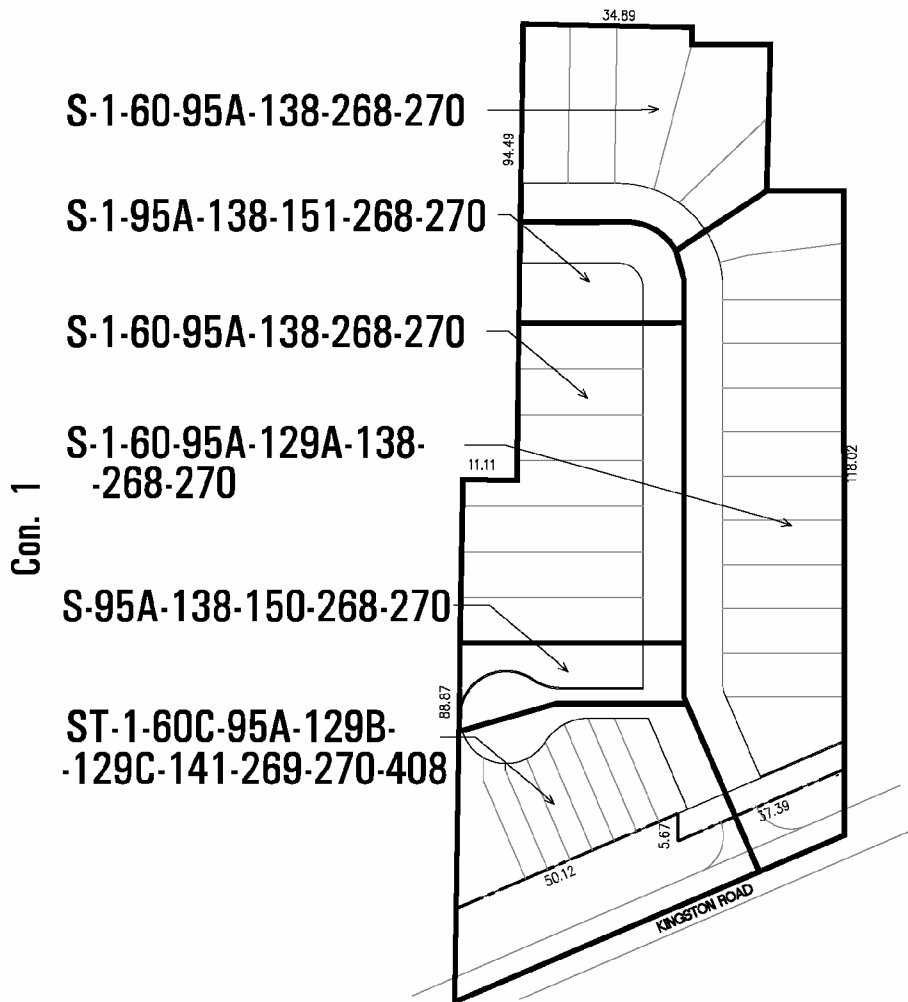 34.89
S-1-60-95A-138-268-270
94.49
S-1-95A-138-151-268-270
S-1-60-95A-138-268-270
S-1-60-95A-129A-138-
-268-270
11.11
118.02
Con. 1
S-95A-138-150-268-270
88.87
ST-1-60C-95A-129B-
-129C-141-269-270-408
5.67
37.39
50.12
KINGSTON ROAD